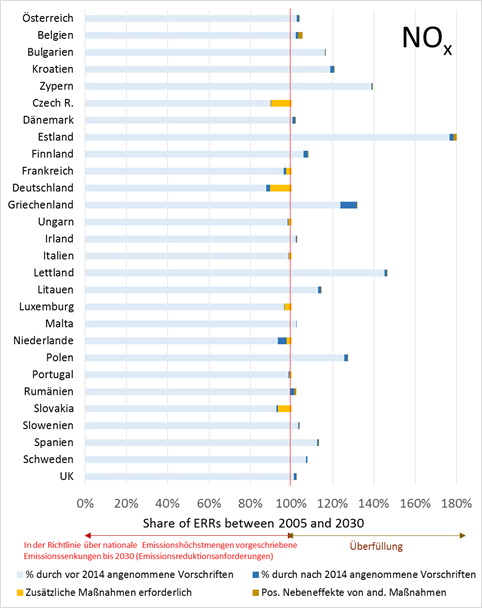 NOx
Österreich
Belgien
Bulgarien
Kroatien
Zypern
Czech R.
Dänemark
Estland
Finnland
Frankreich
Deutschland
Griechenland
Ungarn
Irland
Italien
Lettland
Litauen
Luxemburg
Malta
Niederlande
Polen
Portugal
Rumänien
Slovakia
Slowenien
Spanien
Schweden
UK
0% 20% 40% 60% 80% 100% 120% 140% 160% 180%
Share of ERRs between 2005 and 2030
In der Richtlinie über nationale Emissionshöchstmengen vorgeschriebene
Emissionssenkungen bis 2030 (Emissionsreduktionsanforderungen)
Überfüllung
% durch vor 2014 angenommene Vorschriften
% durch nach 2014 angenommene Vorschriften
Zusätzliche Maßnahmen erforderlich
Pos. Nebeneffekte von and. Maßnahmen